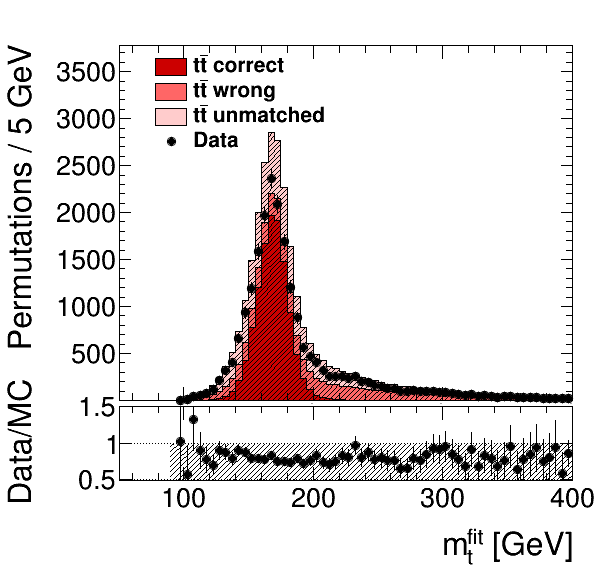 Permutations / 5 GeV
3500
3000
2500
2000
1500
1000
500
tt̄ correct
tt̄ wrong
tt̄ unmatched
Data
Data/MC
1.5
1
0.5
100 200 300 400
m_t^fit [GeV]